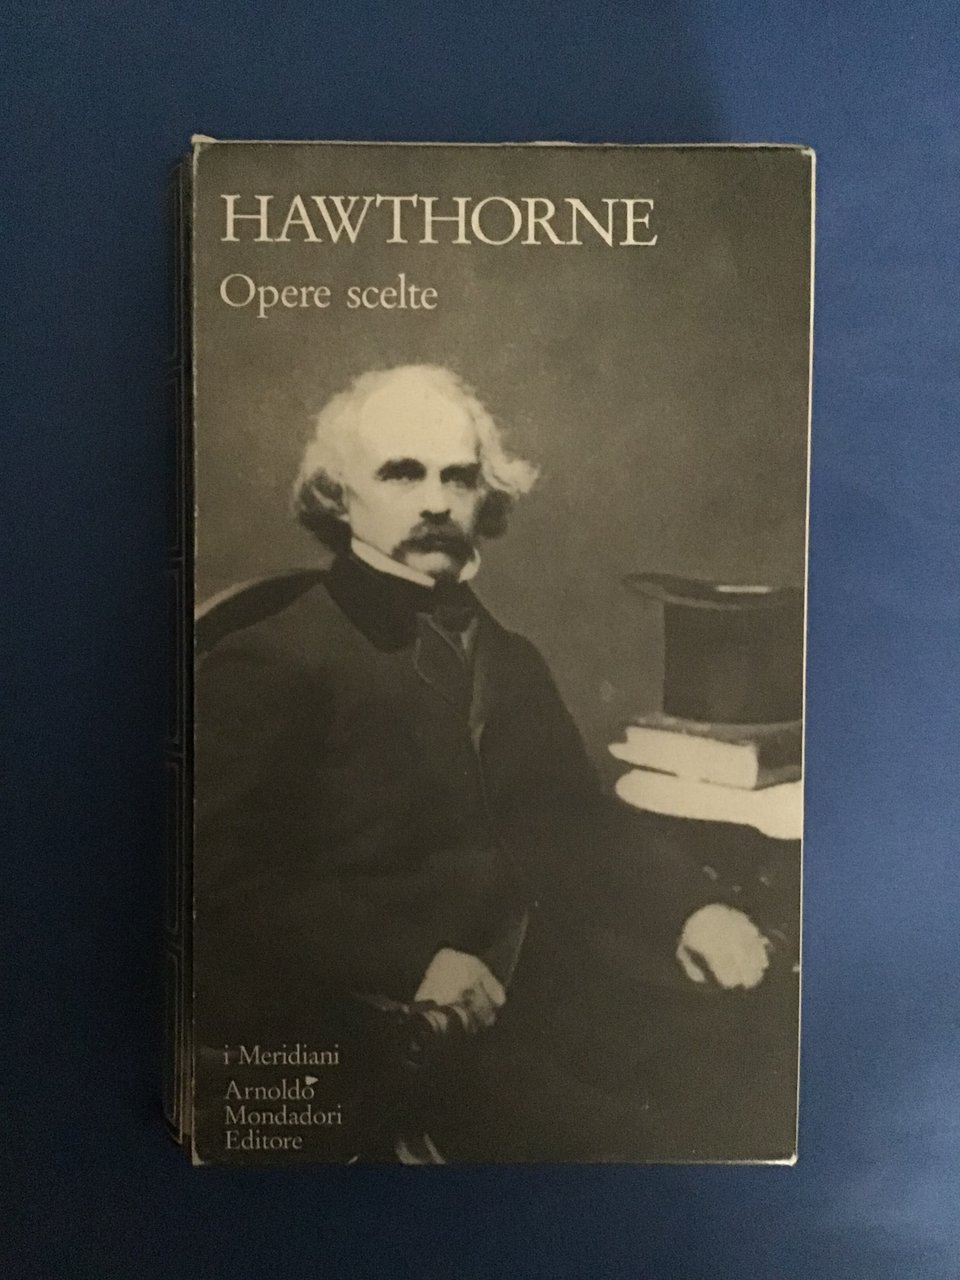 HAWTHORNE
Opere scelte
i Meridiani
Arnoldo
Mondadori
Editore